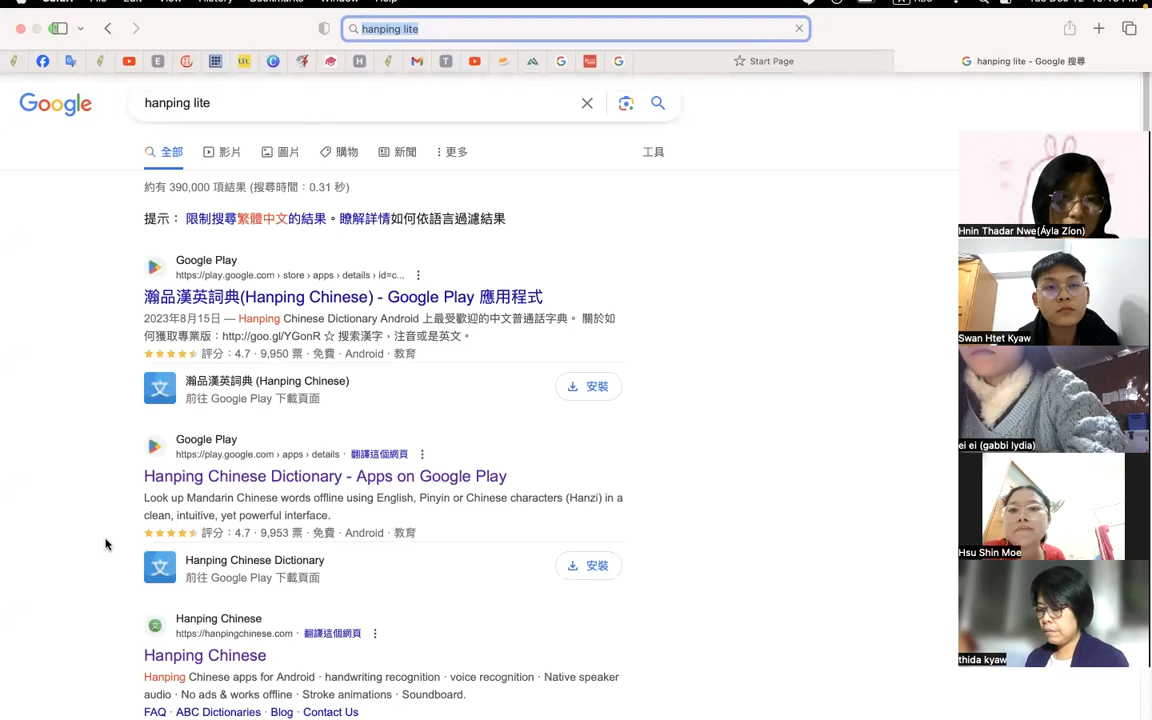 hanping lite
Start Page
hanping lite - Google 搜尋
Google
hanping lite
全部
影片
圖片
購物
新聞
更多
工具
約有 390,000 項結果 (搜尋時間：0.31 秒)
提示： 限制搜尋繁體中文的結果。瞭解詳情如何依語言過濾結果
Google Play
https://play.google.com › store › apps › details › id=c...
瀚品漢英詞典(Hanping Chinese) - Google Play 應用程式
2023年8月15日 — Hanping Chinese Dictionary Android 上最受歡迎的中文普通話字典。 關於如
何獲取專業版：http://goo.gl/YGonR ☆ 搜索漢字，注音或是英文。
評分：4.7 · 9,950 票 · 免費 · Android · 教育
瀚品漢英詞典 (Hanping Chinese)
前往 Google Play 下載頁面
安裝
Google Play
https://play.google.com › apps › details · 翻譯這個網頁
Hanping Chinese Dictionary - Apps on Google Play
Look up Mandarin Chinese words offline using English, Pinyin or Chinese characters (Hanzi) in a
clean, intuitive, yet powerful interface.
評分：4.7 · 9,953 票 · 免費 · Android · 教育
Hanping Chinese Dictionary
前往 Google Play 下載頁面
安裝
Hanping Chinese
https://hanpingchinese.com · 翻譯這個網頁
Hanping Chinese
Hanping Chinese apps for Android · handwriting recognition · voice recognition · Native speaker
audio · No ads & works offline · Stroke animations · Soundboard.
FAQ · ABC Dictionaries · Blog · Contact Us
Hnin Thadar Nwe(Áyla Zíon)
Swan Htet Kyaw
ei ei (gabbi lydia)
Hsu Shin Moe
thida kyaw